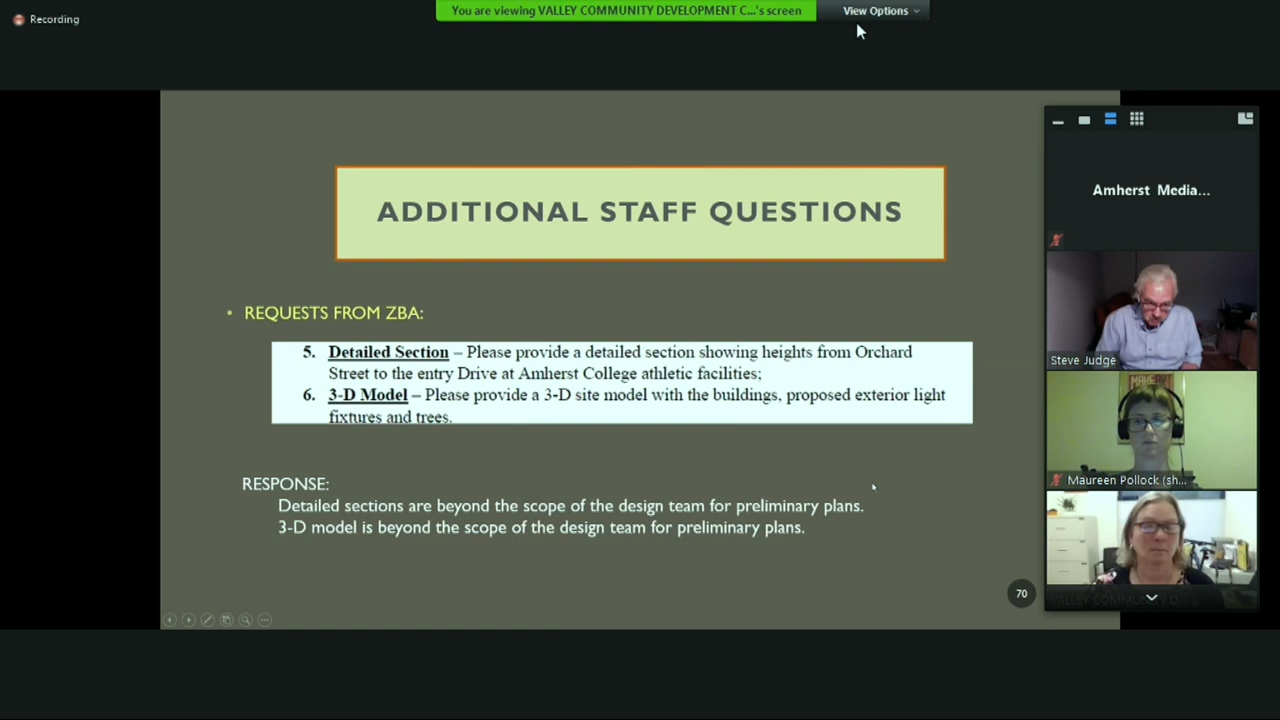 Recording
You are viewing VALLEY COMMUNITY DEVELOPMENT C...'s screen
View Options
Amherst Media...
ADDITIONAL STAFF QUESTIONS
• REQUESTS FROM ZBA:
5. Detailed Section – Please provide a detailed section showing heights from Orchard
Street to the entry Drive at Amherst College athletic facilities;
6. 3-D Model – Please provide a 3-D site model with the buildings, proposed exterior light
fixtures and trees.
RESPONSE:
Detailed sections are beyond the scope of the design team for preliminary plans.
3-D model is beyond the scope of the design team for preliminary plans.
70
Steve Judge
Maureen Pollock (sh...
VALLEY COMMUNITY D...